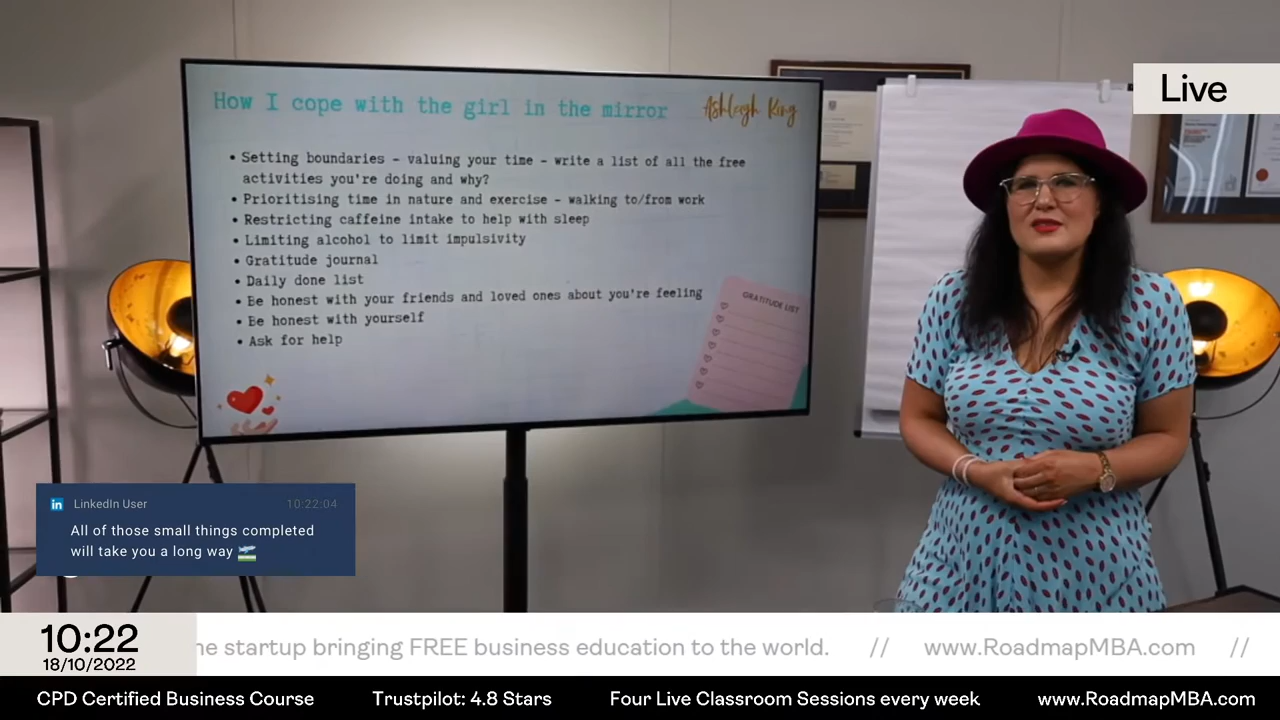 Live
How I cope with the girl in the mirror
Ashleigh King
• Setting boundaries - valuing your time - write a list of all the free
activities you're doing and why?
• Prioritising time in nature and exercise - walking to/from work
• Restricting caffeine intake to help with sleep
• Limiting alcohol to limit impulsivity
• Gratitude journal
• Daily done list
• Be honest with your friends and loved ones about you're feeling
• Be honest with yourself
• Ask for help
GRATITUDE LIST
in LinkedIn User 10:22:04
All of those small things completed
will take you a long way
10:22
18/10/2022
ne startup bringing FREE business education to the world. // www.RoadmapMBA.com //
CPD Certified Business Course Trustpilot: 4.8 Stars Four Live Classroom Sessions every week www.RoadmapMBA.com